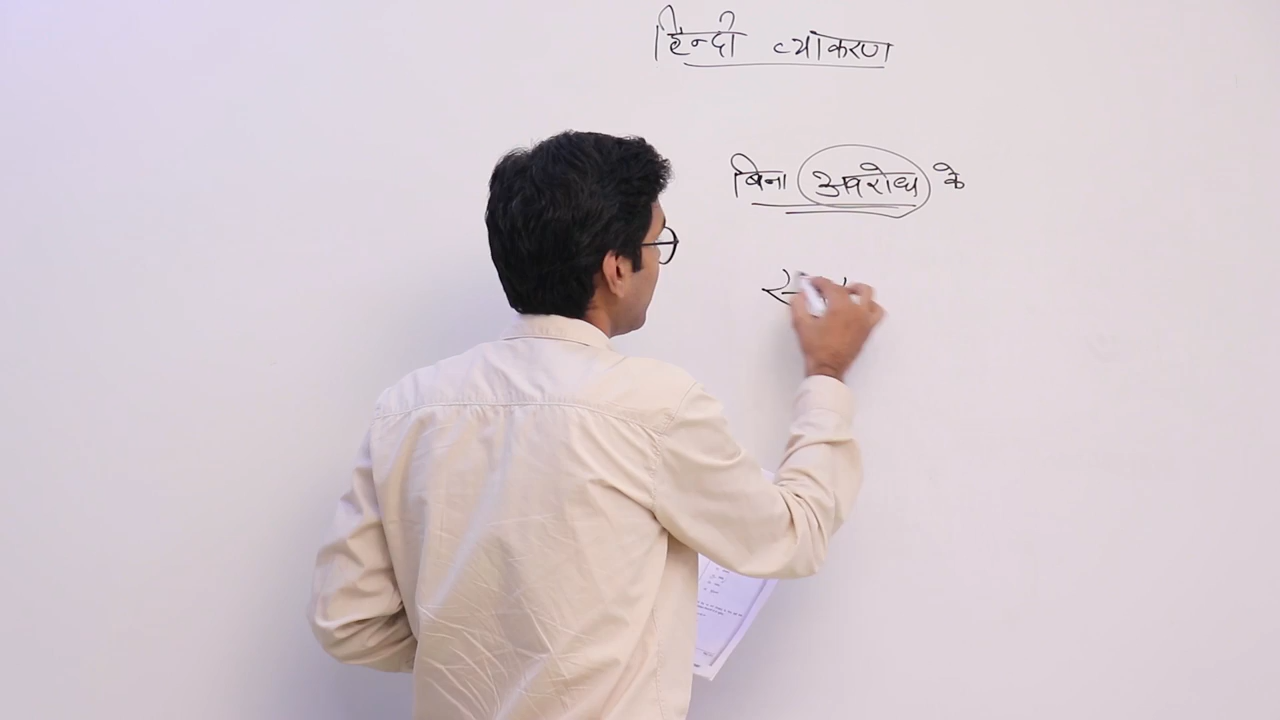 हिन्दी व्याकरण
बिना अवरोध के